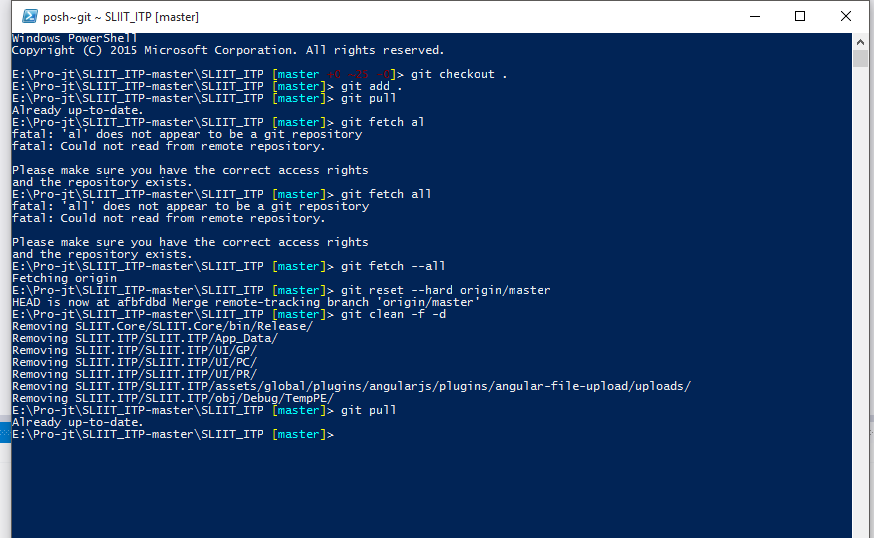 posh~git ~ SLIIT_ITP [master]
Windows PowerShell
Copyright (C) 2015 Microsoft Corporation. All rights reserved.
E:\Pro-jt\SLIIT_ITP-master\SLIIT_ITP [master +0 ~25 -0]> git checkout .
E:\Pro-jt\SLIIT_ITP-master\SLIIT_ITP [master]> git add .
E:\Pro-jt\SLIIT_ITP-master\SLIIT_ITP [master]> git pull
Already up-to-date.
E:\Pro-jt\SLIIT_ITP-master\SLIIT_ITP [master]> git fetch al
fatal: 'al' does not appear to be a git repository
fatal: Could not read from remote repository.
Please make sure you have the correct access rights
and the repository exists.
E:\Pro-jt\SLIIT_ITP-master\SLIIT_ITP [master]> git fetch all
fatal: 'all' does not appear to be a git repository
fatal: Could not read from remote repository.
Please make sure you have the correct access rights
and the repository exists.
E:\Pro-jt\SLIIT_ITP-master\SLIIT_ITP [master]> git fetch --all
Fetching origin
E:\Pro-jt\SLIIT_ITP-master\SLIIT_ITP [master]> git reset --hard origin/master
HEAD is now at afbfdbd Merge remote-tracking branch 'origin/master'
E:\Pro-jt\SLIIT_ITP-master\SLIIT_ITP [master]> git clean -f -d
Removing SLIIT.Core/SLIIT.Core/bin/Release/
Removing SLIIT.ITP/SLIIT.ITP/App_Data/
Removing SLIIT.ITP/SLIIT.ITP/UI/GP/
Removing SLIIT.ITP/SLIIT.ITP/UI/PC/
Removing SLIIT.ITP/SLIIT.ITP/UI/PR/
Removing SLIIT.ITP/SLIIT.ITP/assets/global/plugins/angularjs/plugins/angular-file-upload/uploads/
Removing SLIIT.ITP/SLIIT.ITP/obj/Debug/TempPE/
E:\Pro-jt\SLIIT_ITP-master\SLIIT_ITP [master]> git pull
Already up-to-date.
E:\Pro-jt\SLIIT_ITP-master\SLIIT_ITP [master]>